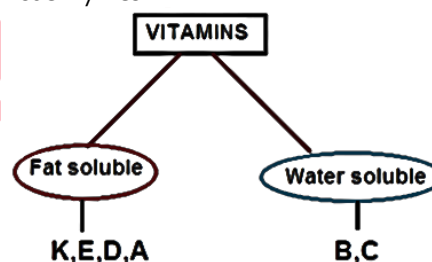 VITAMINS
Fat soluble
Water soluble
K,E,D,A
B,C